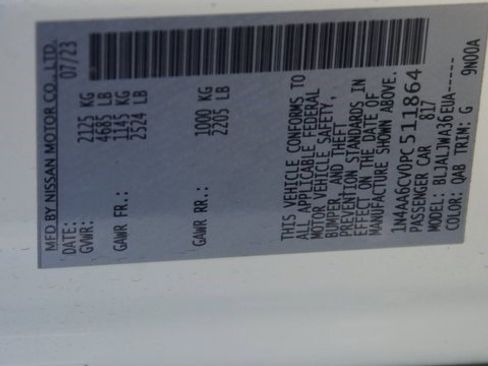 MFD BY NISSAN MOTOR CO., LTD.
DATE: 07/23
GVWR: 2125 KG
4685 LB
GAWR FR.: 1145 KG
2524 LB
GAWR RR.: 1000 KG
2205 LB
THIS VEHICLE CONFORMS TO
ALL APPLICABLE FEDERAL
MOTOR VEHICLE SAFETY,
BUMPER, AND THEFT
PREVENTION STANDARDS IN
EFFECT ON THE DATE OF
MANUFACTURE SHOWN ABOVE.
1N4AA6CV0PC511864
PASSENGER CAR 817
MODEL: BLJALJWA36EUA-----
COLOR: QAB TRIM: G 9N00A